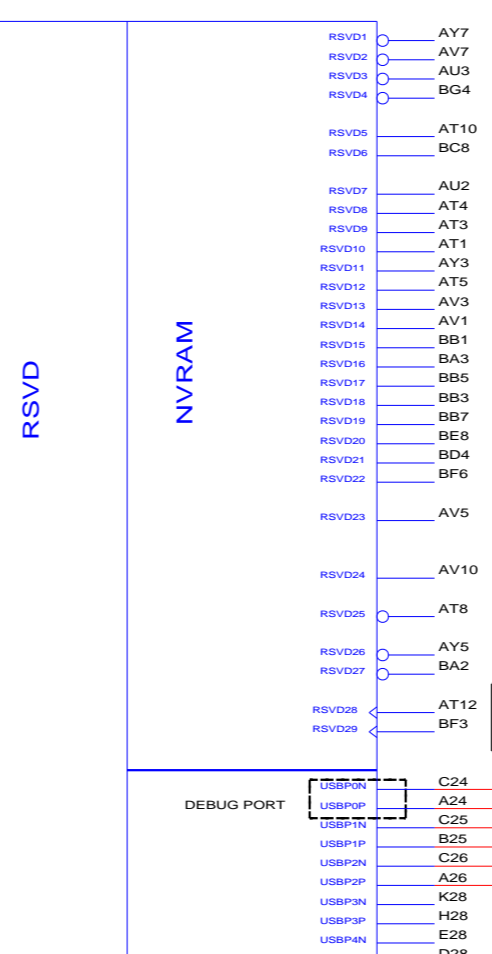 RSVD
NVRAM
RSVD1 AY7
RSVD2 AV7
RSVD3 AU3
RSVD4 BG4
RSVD5 AT10
RSVD6 BC8
RSVD7 AU2
RSVD8 AT4
RSVD9 AT3
RSVD10 AT1
RSVD11 AY3
RSVD12 AT5
RSVD13 AV3
RSVD14 AV1
RSVD15 BB1
RSVD16 BA3
RSVD17 BB5
RSVD18 BB3
RSVD19 BB7
RSVD20 BE8
RSVD21 BD4
RSVD22 BF6
RSVD23 AV5
RSVD24 AV10
RSVD25 AT8
RSVD26 AY5
RSVD27 BA2
RSVD28 AT12
RSVD29 BF3
DEBUG PORT
USBP0N C24
USBP0P A24
USBP1N C25
USBP1P B25
USBP2N C26
USBP2P A26
USBP3N K28
USBP3P H28
USBP4N E28
D28